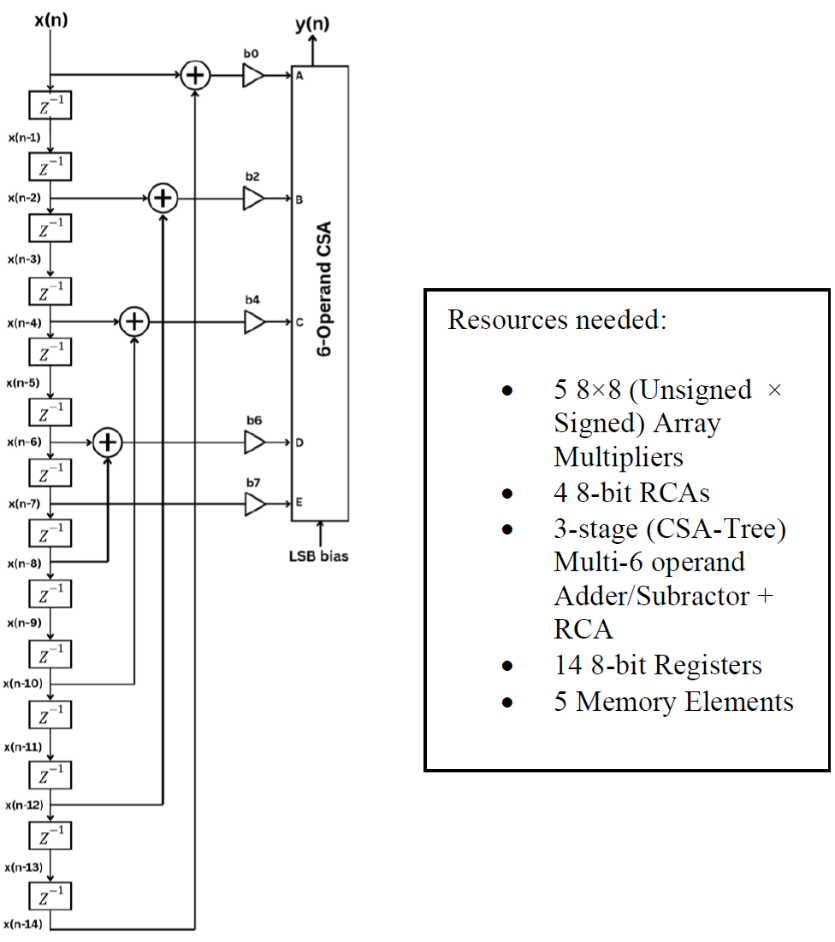 x(n)
y(n)
b0
A
Z⁻¹
x(n-1)
Z⁻¹
b2
x(n-2)
B
Z⁻¹
x(n-3)
Z⁻¹
b4
x(n-4)
C
6-Operand CSA
Z⁻¹
x(n-5)
Z⁻¹
b6
x(n-6)
D
Z⁻¹
b7
x(n-7)
E
Z⁻¹
LSB bias
x(n-8)
Z⁻¹
x(n-9)
Z⁻¹
x(n-10)
Z⁻¹
x(n-11)
Z⁻¹
x(n-12)
Z⁻¹
x(n-13)
Z⁻¹
x(n-14)
Resources needed:
• 5 8×8 (Unsigned ×
Signed) Array
Multipliers
• 4 8-bit RCAs
• 3-stage (CSA-Tree)
Multi-6 operand
Adder/Subractor +
RCA
• 14 8-bit Registers
• 5 Memory Elements